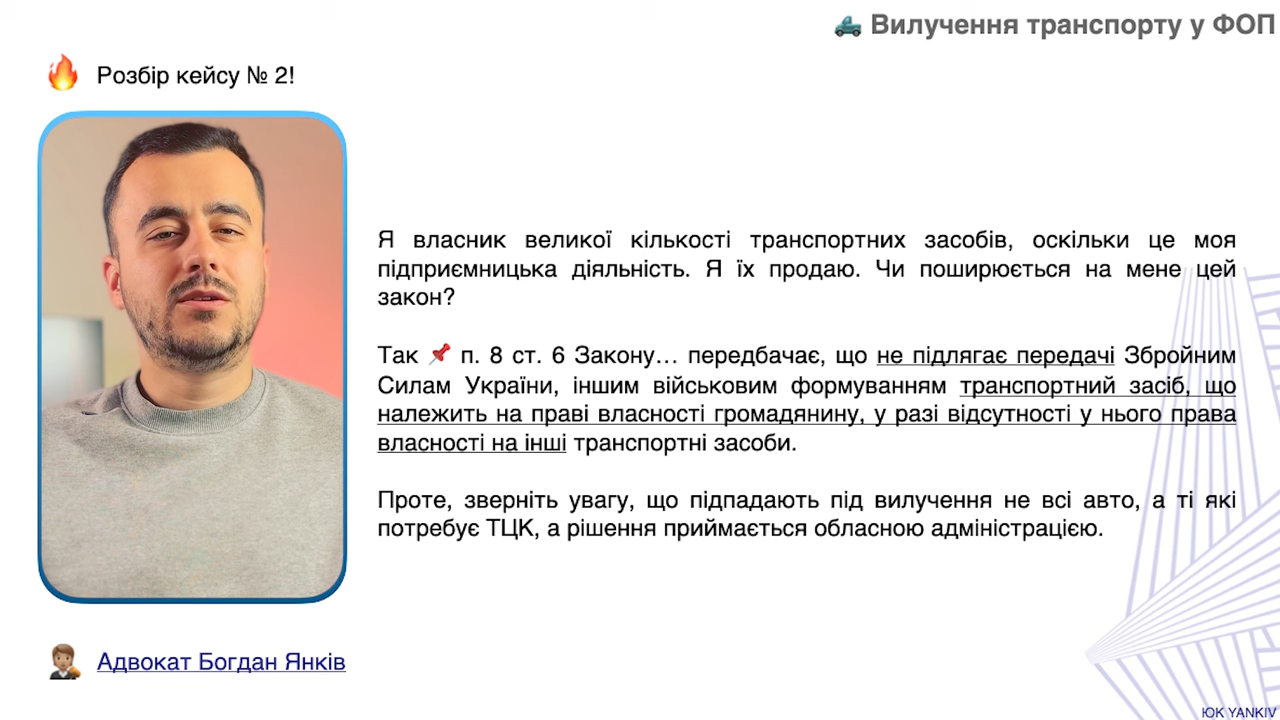 Вилучення транспорту у ФОП
Розбір кейсу № 2!
Я власник великої кількості транспортних засобів, оскільки це моя
підприємницька діяльність. Я їх продаю. Чи поширюється на мене цей
закон?
Так 📌 п. 8 ст. 6 Закону… передбачає, що не підлягає передачі Збройним
Силам України, іншим військовим формуванням транспортний засіб, що
належить на праві власності громадянину, у разі відсутності у нього права
власності на інші транспортні засоби.
Проте, зверніть увагу, що підпадають під вилучення не всі авто, а ті які
потребує ТЦК, а рішення приймається обласною адміністрацією.
Адвокат Богдан Янків
ЮК YANKIV